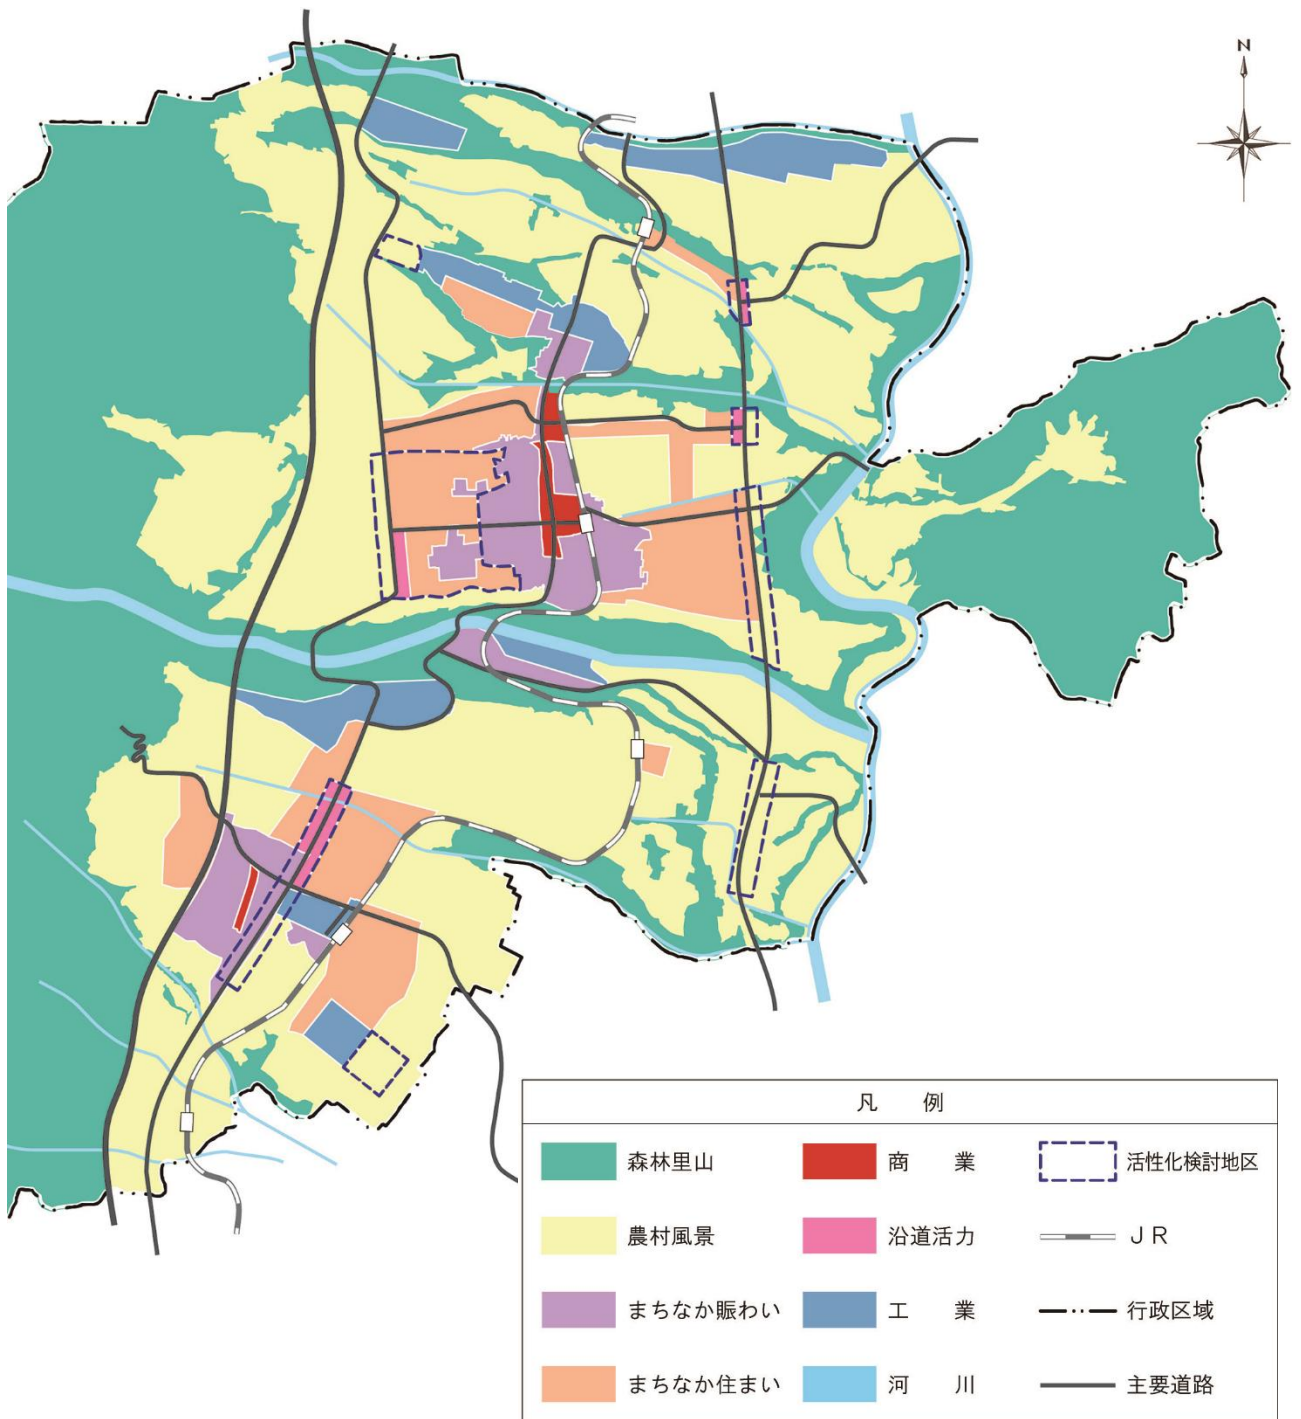 N
凡 例
森林里山 商 業 活性化検討地区
農村風景 沿道活力 ＪＲ
まちなか賑わい 工 業 行政区域
まちなか住まい 河 川 主要道路